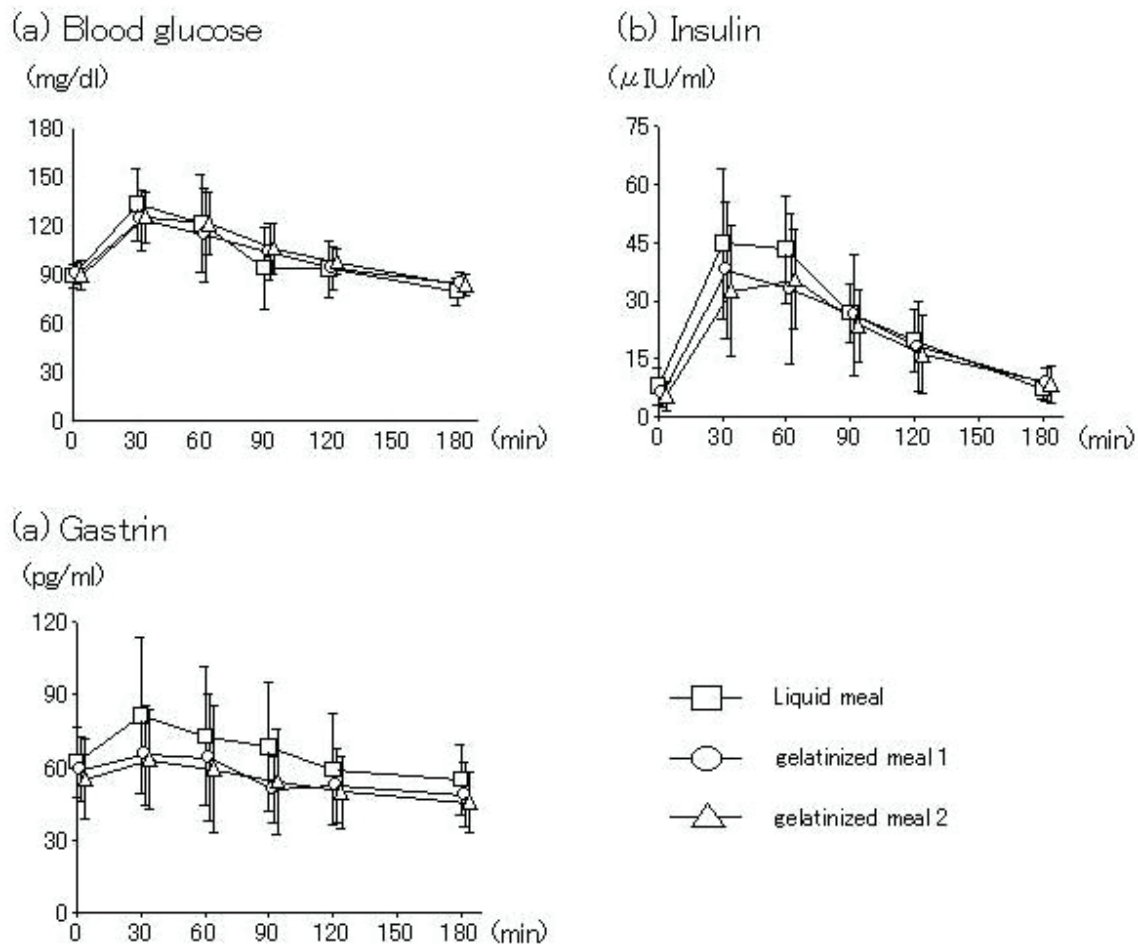 (a) Blood glucose
(mg/dl)
180
150
120
90
60
30
0
0 30 60 90 120 150 180 (min)
(b) Insulin
(μIU/ml)
75
60
45
30
15
0
0 30 60 90 120 150 180 (min)
(a) Gastrin
(pg/ml)
120
90
60
30
0
0 30 60 90 120 150 180 (min)
Liquid meal
gelatinized meal 1
gelatinized meal 2